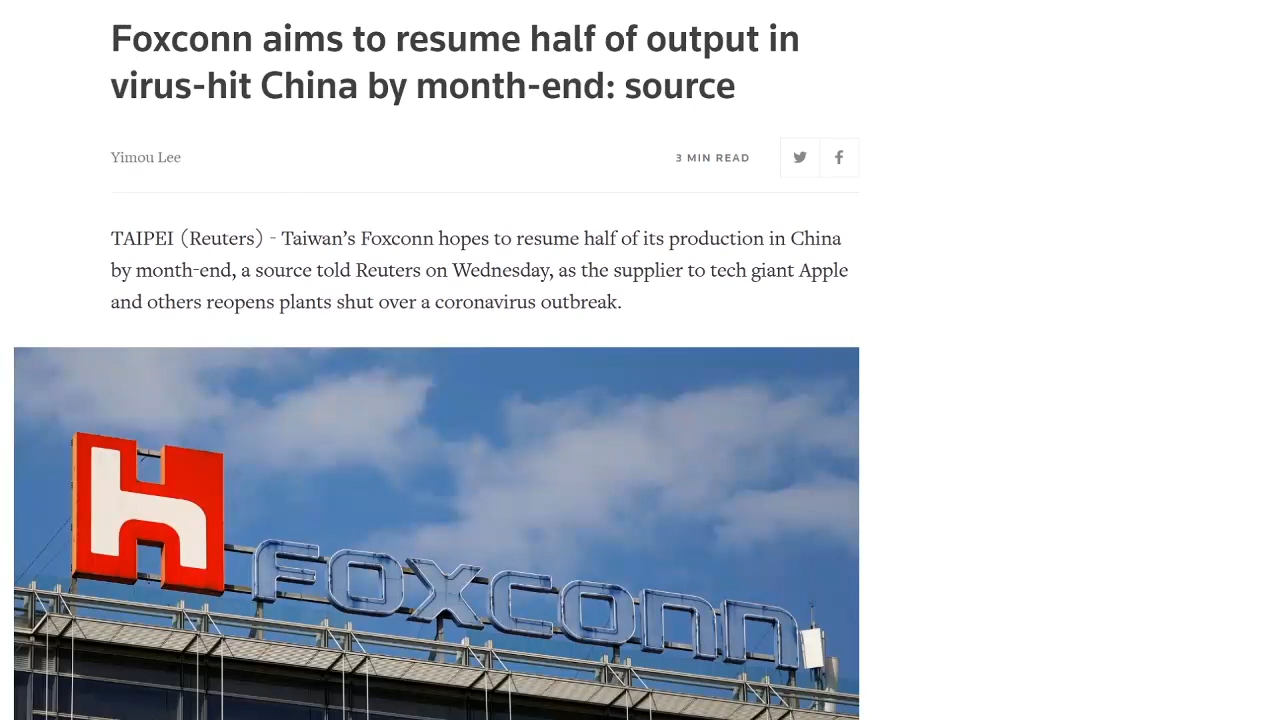 Foxconn aims to resume half of output in
virus-hit China by month-end: source
Yimou Lee
3 MIN READ
TAIPEI (Reuters) - Taiwan’s Foxconn hopes to resume half of its production in China
by month-end, a source told Reuters on Wednesday, as the supplier to tech giant Apple
and others reopens plants shut over a coronavirus outbreak.
FOXCONN